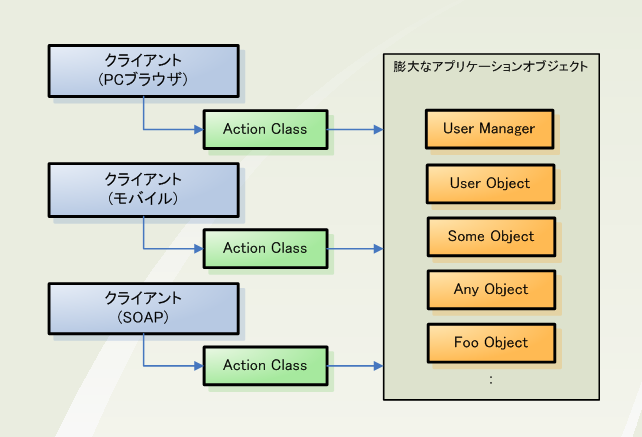 クライアント
(PCブラウザ)
Action Class
クライアント
(モバイル)
Action Class
クライアント
(SOAP)
Action Class
膨大なアプリケーションオブジェクト
User Manager
User Object
Some Object
Any Object
Foo Object
: